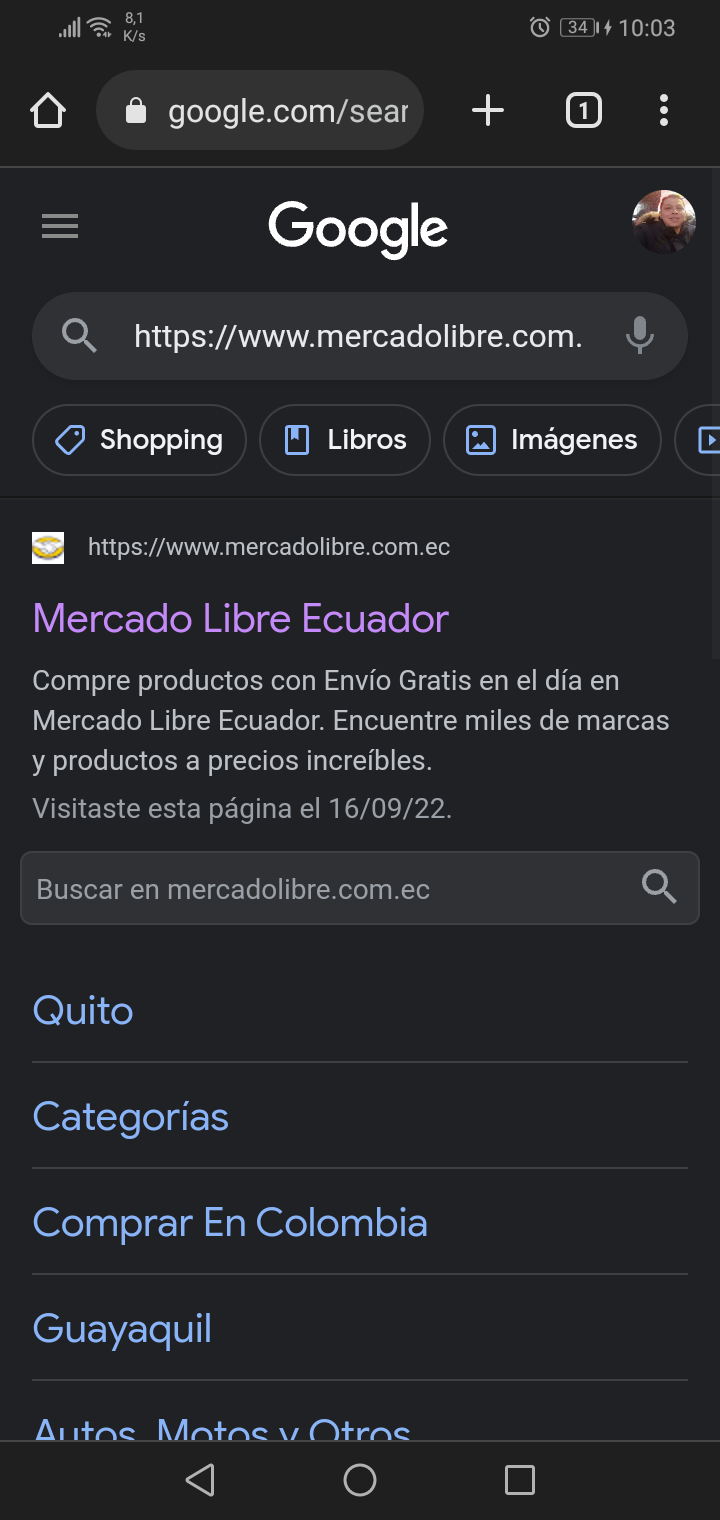 8,1
K/s
34
10:03
google.com/sear
1
Google
https://www.mercadolibre.com.
Shopping
Libros
Imágenes
https://www.mercadolibre.com.ec
Mercado Libre Ecuador
Compre productos con Envío Gratis en el día en
Mercado Libre Ecuador. Encuentre miles de marcas
y productos a precios increíbles.
Visitaste esta página el 16/09/22.
Buscar en mercadolibre.com.ec
Quito
Categorías
Comprar En Colombia
Guayaquil
Autos, Motos y Otros